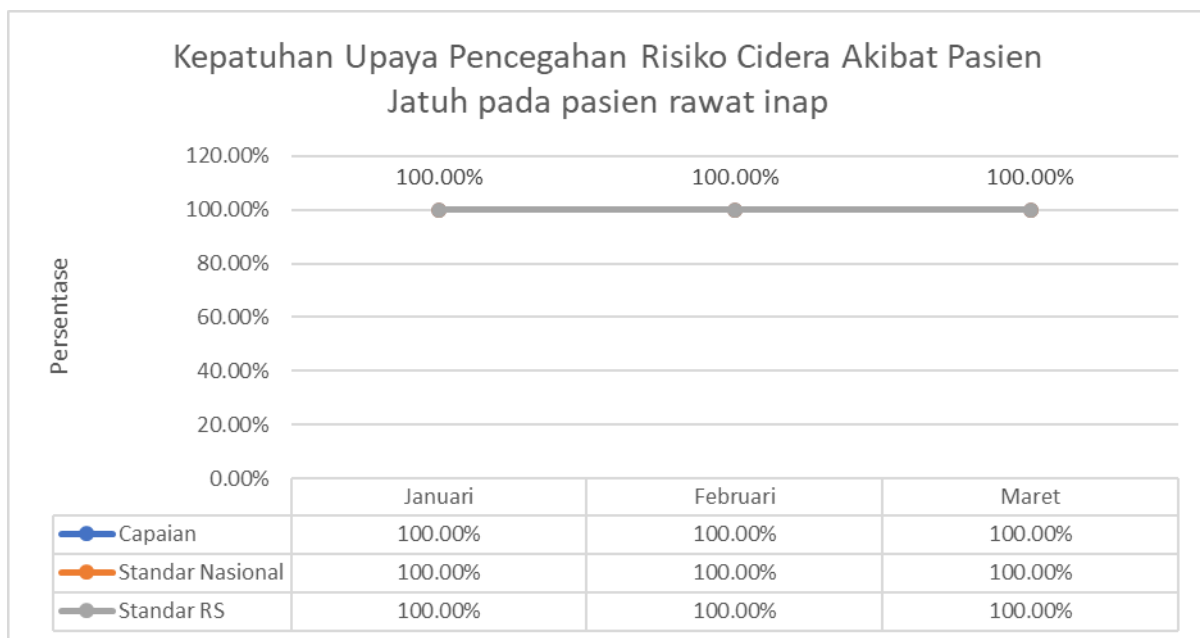 Kepatuhan Upaya Pencegahan Risiko Cidera Akibat Pasien
Jatuh pada pasien rawat inap
120.00%
100.00% 100.00% 100.00%
100.00%
80.00%
60.00%
40.00%
20.00%
0.00%
Persentase
Januari Februari Maret
Capaian 100.00% 100.00% 100.00%
Standar Nasional 100.00% 100.00% 100.00%
Standar RS 100.00% 100.00% 100.00%